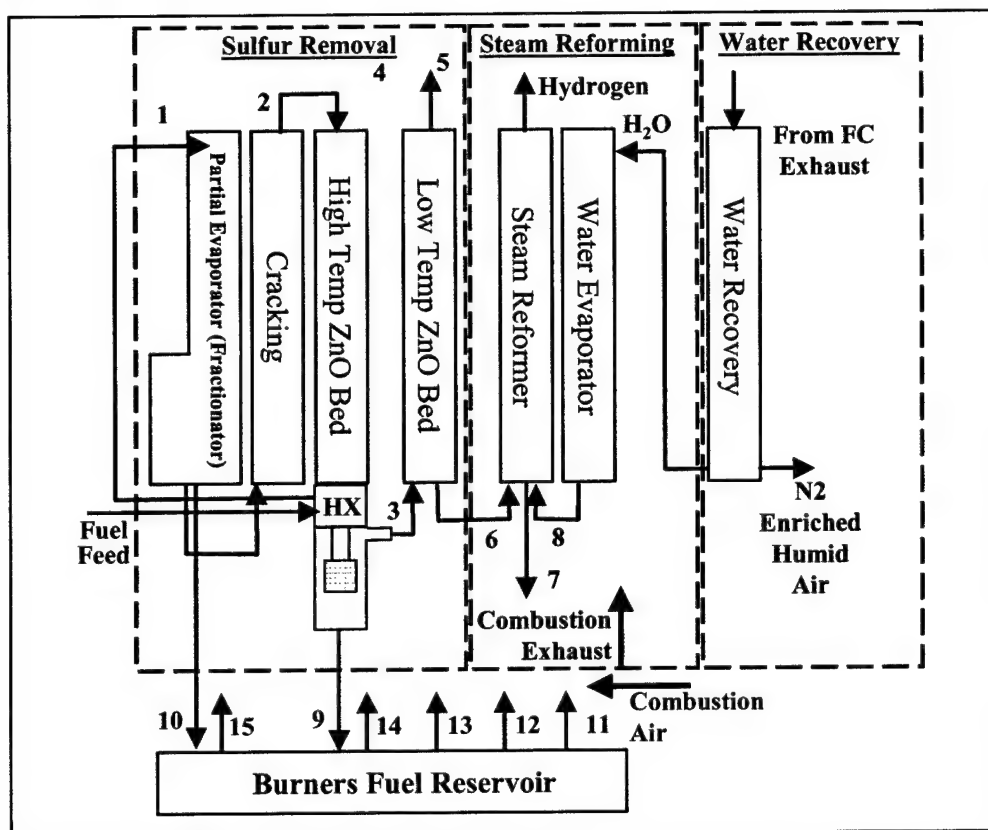 Sulfur Removal
Steam Reforming
Water Recovery
1
2
4
5
Hydrogen
H2O
From FC
Exhaust
Partial Evaporator (Fractionator)
Cracking
High Temp ZnO Bed
Low Temp ZnO Bed
Steam Reformer
Water Evaporator
Water Recovery
HX
3
Fuel
Feed
6
8
7
N2
Enriched
Humid
Air
Combustion
Exhaust
Combustion
Air
10
15
9
14
13
12
11
Burners Fuel Reservoir